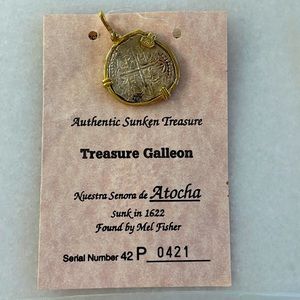 Authentic Sunken Treasure
Treasure Galleon
Nuestra Senora de Atocha
Sunk in 1622
Found by Mel Fisher
Serial Number 42 P 0421